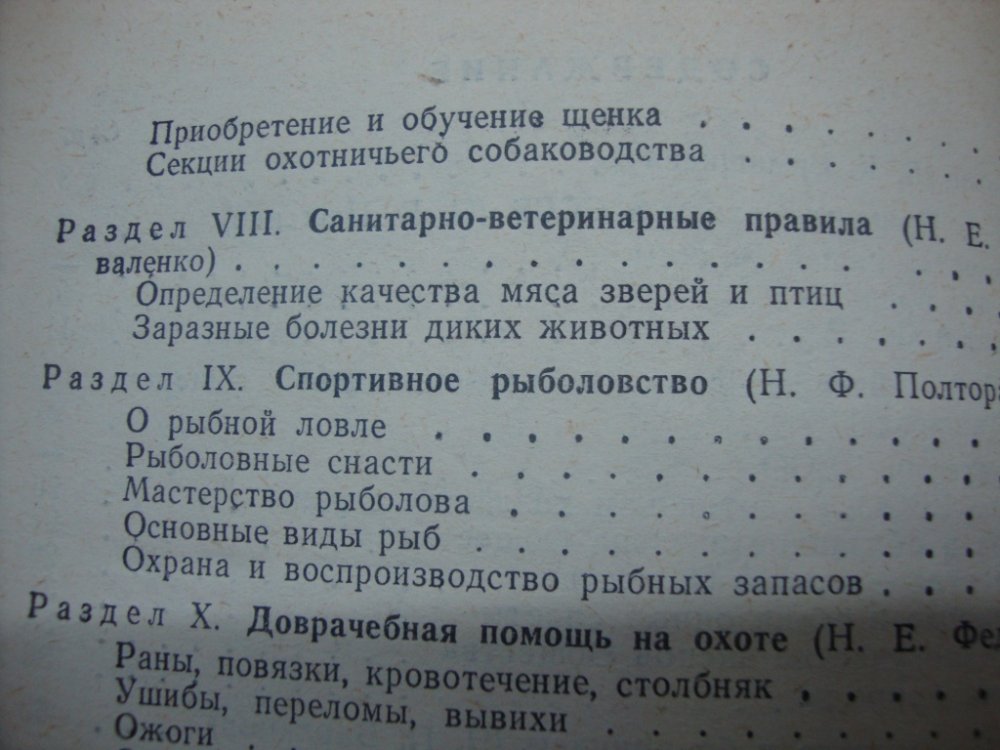 Приобретение и обучение щенка . . . . . .
Секции охотничьего собаководства . . . . . .
Раздел VIII. Санитарно-ветеринарные правила (Н. Е.
валенко) . . . . . . . . . . . . . . . . . . .
Определение качества мяса зверей и птиц . . . .
Заразные болезни диких животных . . . . . .
Раздел IX. Спортивное рыболовство (Н. Ф. Полтор
О рыбной ловле . . . . . . . . . . . . .
Рыболовные снасти . . . . . . . . . . . .
Мастерство рыболова . . . . . . . . . . .
Основные виды рыб . . . . . . . . . . . .
Охрана и воспроизводство рыбных запасов . . . .
Раздел X. Доврачебная помощь на охоте (Н. Е. Фе
Раны, повязки, кровотечение, столбняк . . . . .
Ушибы, переломы, вывихи . . . . . . . . .
Ожоги . .